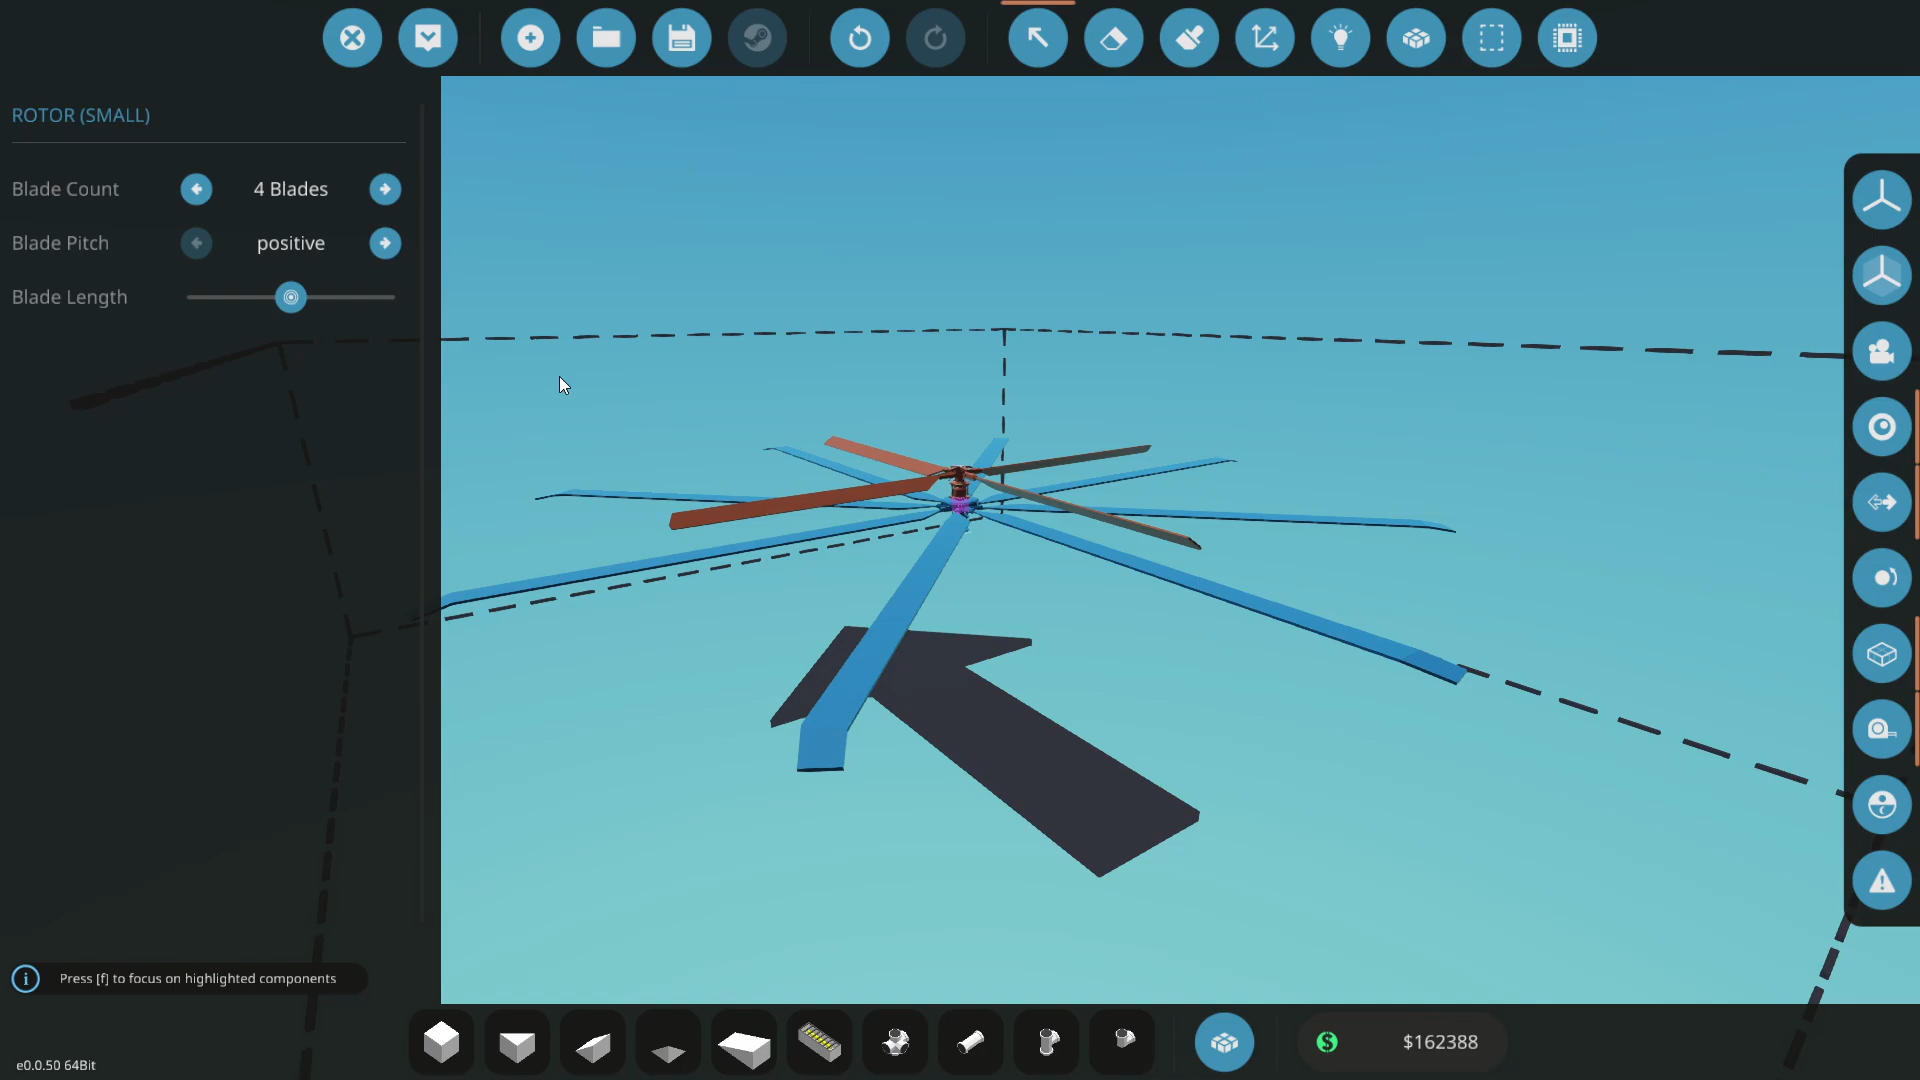 ROTOR (SMALL)
Blade Count 4 Blades
Blade Pitch positive
Blade Length
Press [f] to focus on highlighted components
$162388
e0.0.50 64Bit